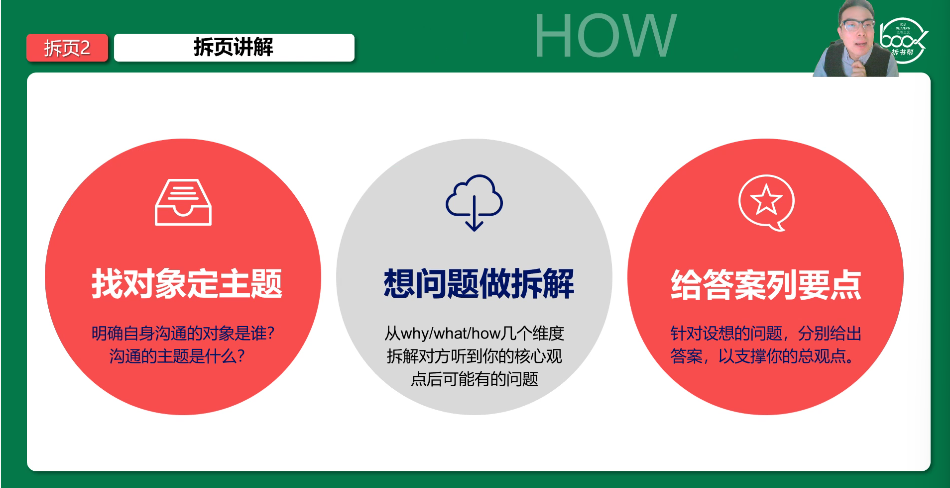 HOW
拆页2
拆页讲解
book
拆书帮
找对象定主题
明确自身沟通的对象是谁？
沟通的主题是什么？
想问题做拆解
从why/what/how几个维度
拆解对方听到你的核心观
点后可能有的问题
给答案列要点
针对设想的问题，分别给出
答案，以支撑你的总观点。